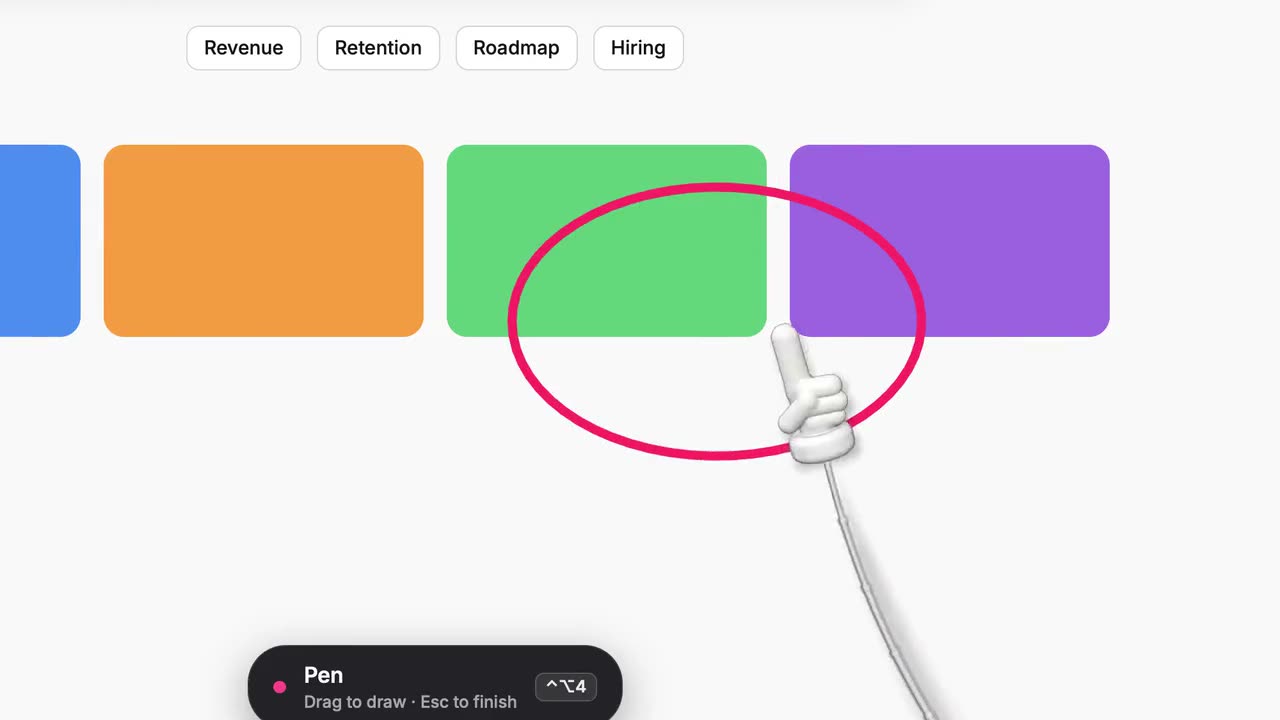 Revenue
Retention
Roadmap
Hiring
Pen
Drag to draw · Esc to finish
⌃⌥4